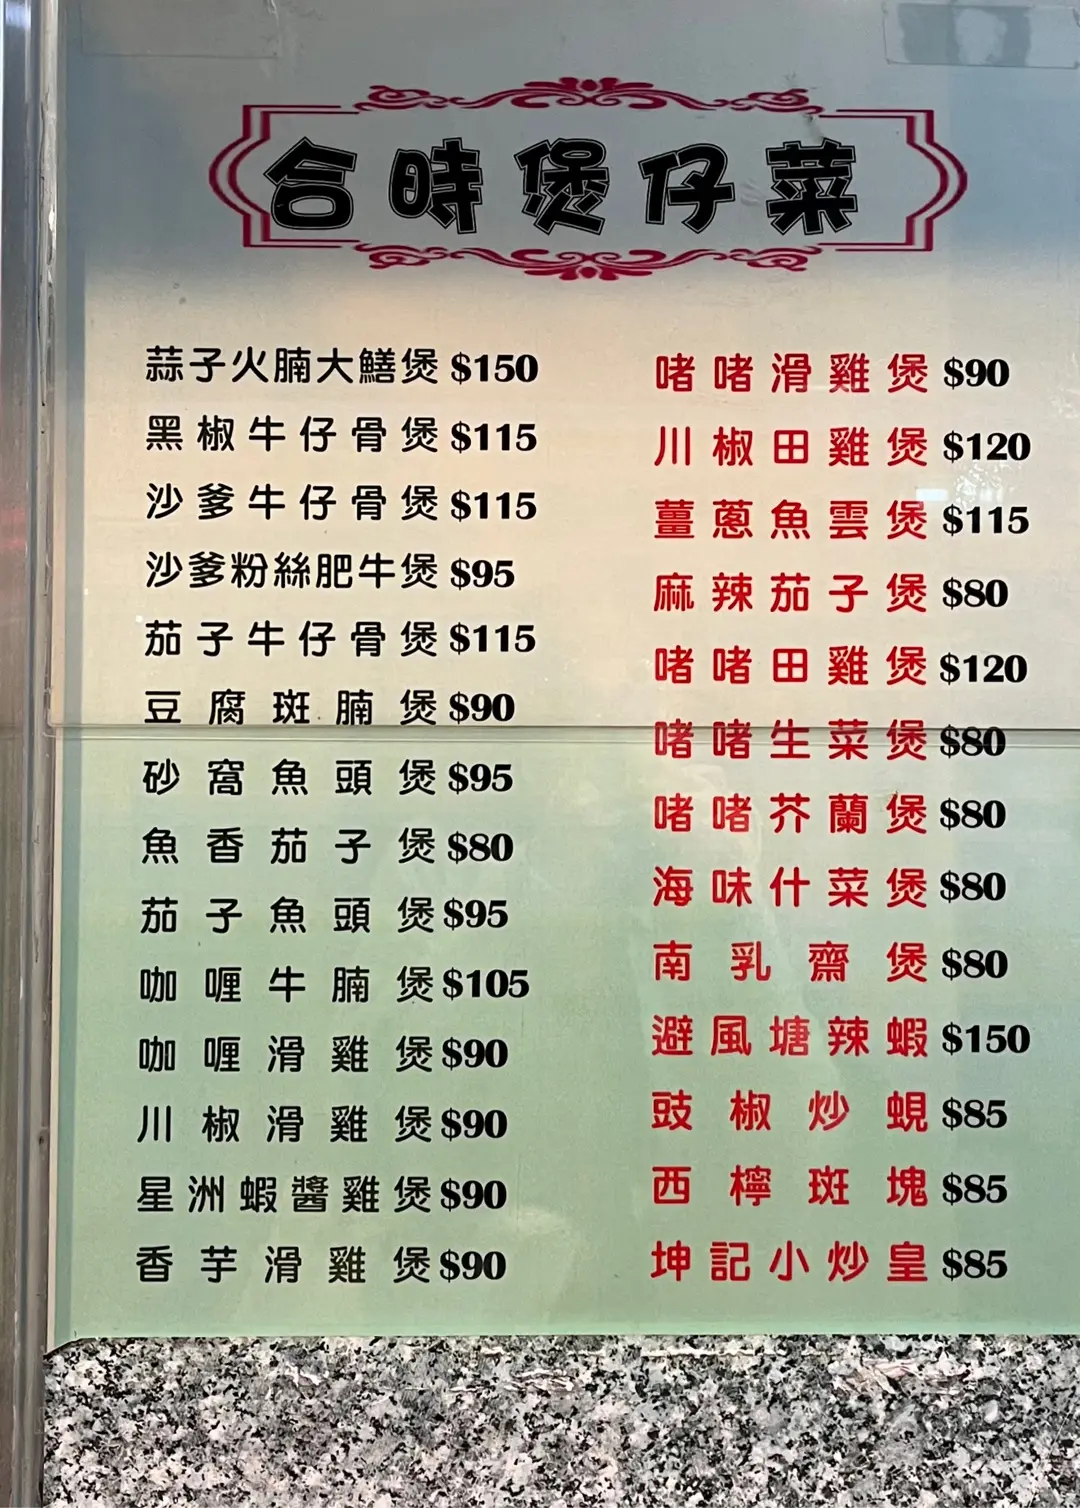 合時煲仔菜
蒜子火腩大鱔煲 $150
黑椒牛仔骨煲 $115
沙爹牛仔骨煲 $115
沙爹粉絲肥牛煲 $95
茄子牛仔骨煲 $115
豆腐斑腩煲 $90
砂窩魚頭煲 $95
魚香茄子煲 $80
茄子魚頭煲 $95
咖喱牛腩煲 $105
咖喱滑雞煲 $90
川椒滑雞煲 $90
星洲蝦醬雞煲 $90
香芋滑雞煲 $90
啫啫滑雞煲 $90
川椒田雞煲 $120
薑蔥魚雲煲 $115
麻辣茄子煲 $80
啫啫田雞煲 $120
啫啫生菜煲 $80
啫啫芥蘭煲 $80
海味什菜煲 $80
南乳齋煲 $80
避風塘辣蝦 $150
豉椒炒蜆 $85
西檸斑塊 $85
坤記小炒皇 $85